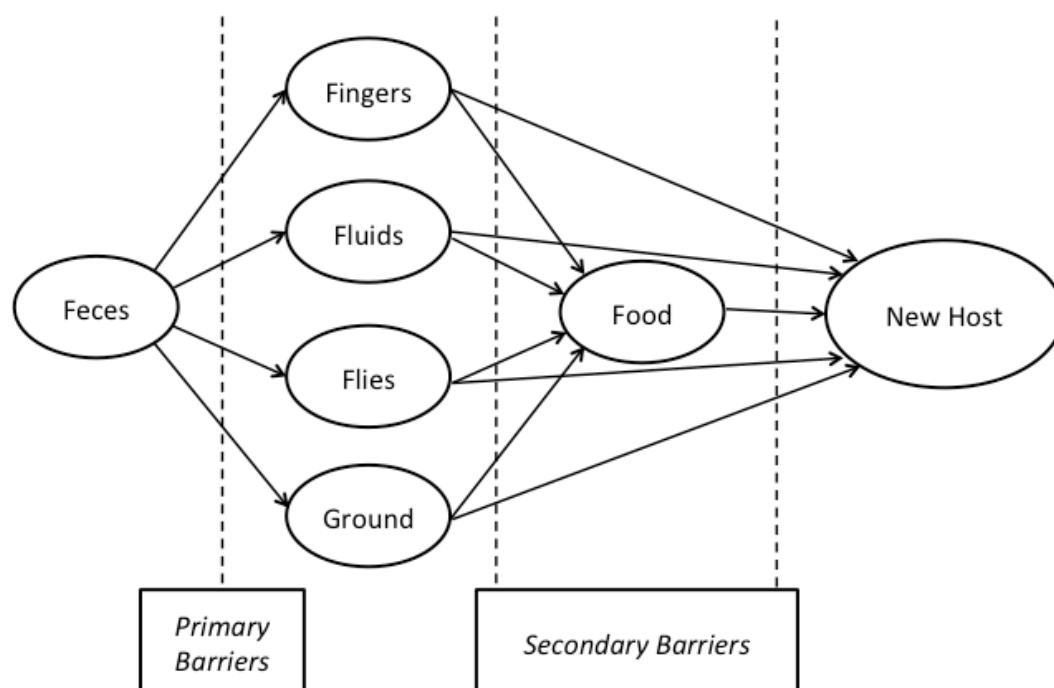 Fingers
Fluids
Feces
Food
New Host
Flies
Ground
Primary
Barriers
Secondary Barriers